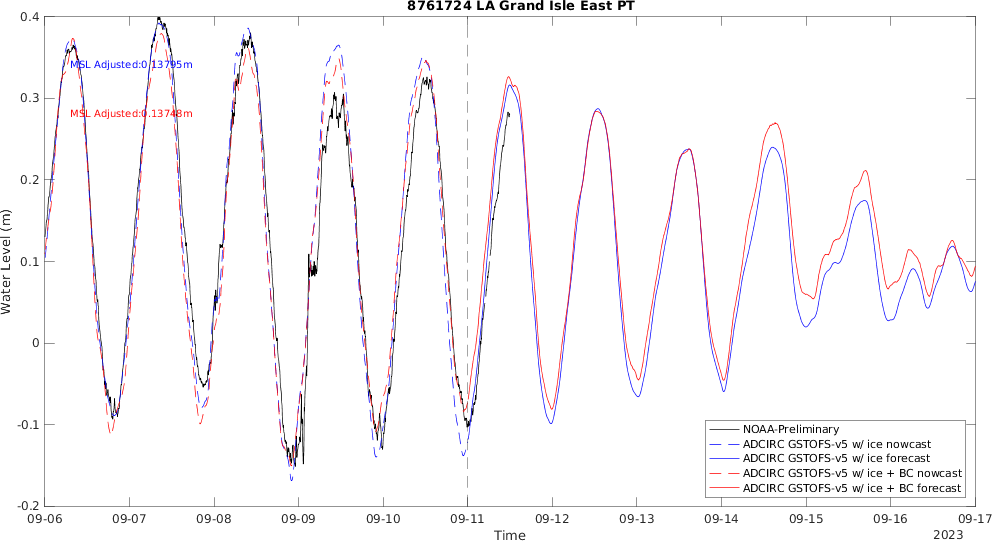 8761724 LA Grand Isle East PT
0.4
MSL Adjusted:0.13795m
0.3
MSL Adjusted:0.13748m
0.2
0.1
0
-0.1
-0.2
Water Level (m)
NOAA-Preliminary
ADCIRC GSTOFS-v5 w/ ice nowcast
ADCIRC GSTOFS-v5 w/ ice forecast
ADCIRC GSTOFS-v5 w/ ice + BC nowcast
ADCIRC GSTOFS-v5 w/ ice + BC forecast
09-06 09-07 09-08 09-09 09-10 09-11 09-12 09-13 09-14 09-15 09-16 09-17
Time
2023